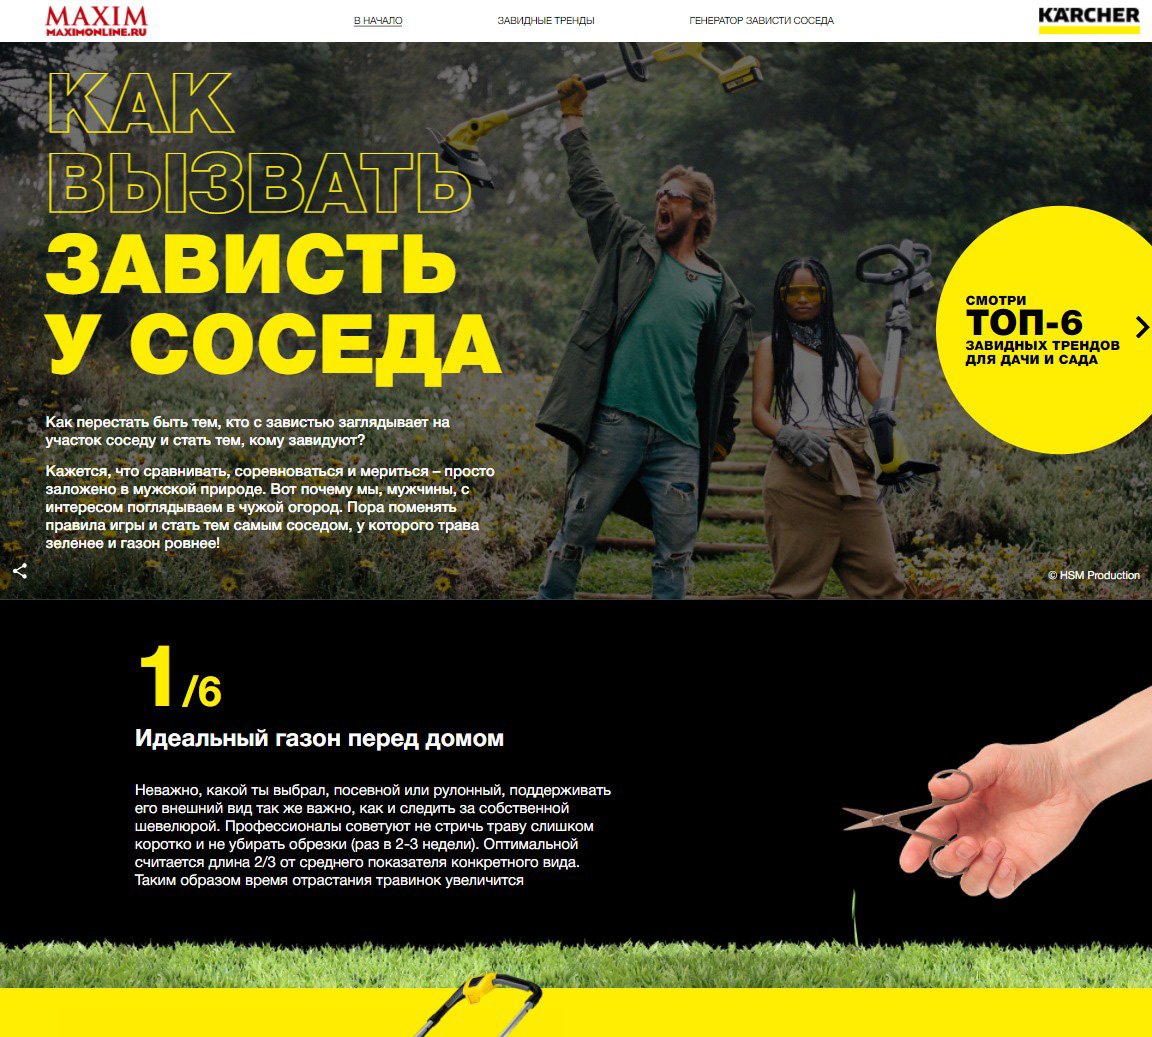 MAXIM
MAXIMONLINE.RU
В НАЧАЛО
ЗАВИДНЫЕ ТРЕНДЫ
ГЕНЕРАТОР ЗАВИСТИ СОСЕДА
KÄRCHER
КАК
ВЫЗВАТЬ
ЗАВИСТЬ
У СОСЕДА
Как перестать быть тем, кто с завистью заглядывает на
участок соседу и стать тем, кому завидуют?
Кажется, что сравнивать, соревноваться и мериться – просто
заложено в мужской природе. Вот почему мы, мужчины, с
интересом поглядываем в чужой огород. Пора поменять
правила игры и стать тем самым соседом, у которого трава
зеленее и газон ровнее!
СМОТРИ
ТОП-6
ЗАВИДНЫХ ТРЕНДОВ
ДЛЯ ДАЧИ И САДА
© HSM Production
1/6
Идеальный газон перед домом
Неважно, какой ты выбрал, посевной или рулонный, поддерживать
его внешний вид так же важно, как и следить за собственной
шевелюрой. Профессионалы советуют не стричь траву слишком
коротко и не убирать обрезки (раз в 2-3 недели). Оптимальной
считается длина 2/3 от среднего показателя конкретного вида.
Таким образом время отрастания травинок увеличится